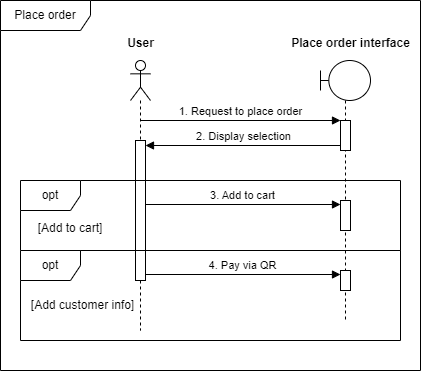 Place order
User
Place order interface
1. Request to place order
2. Display selection
opt
3. Add to cart
[Add to cart]
opt
4. Pay via QR
[Add customer info]